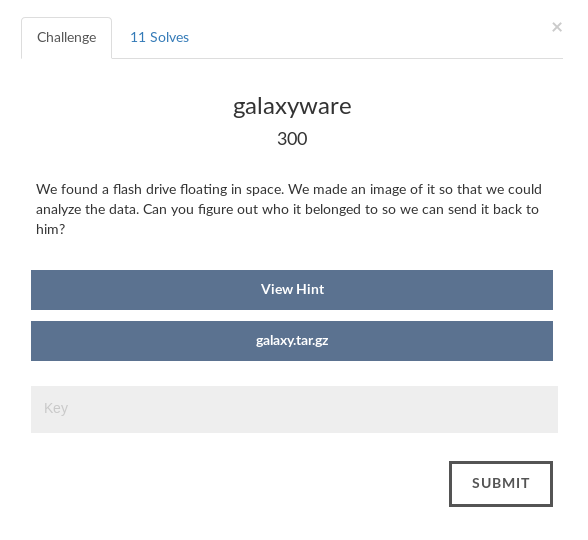 Challenge
11 Solves
×
galaxyware
300
We found a flash drive floating in space. We made an image of it so that we could
analyze the data. Can you figure out who it belonged to so we can send it back to
him?
View Hint
galaxy.tar.gz
Key
SUBMIT